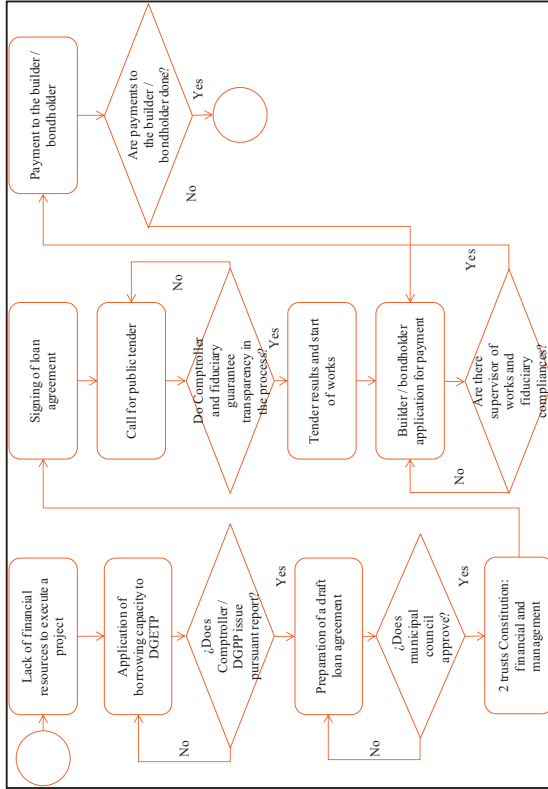 Lack of financial
resources to execute a
project
Application of
borrowing capacity to
DGETP
¿Does
Comptroller /
DGPP issue
pursuant report?
No
Yes
Preparation of a draft
loan agreement
¿Does
municipal
council
approve?
No
Yes
2 trusts Constitution:
financial and
management
Signing of loan
agreement
Call for public tender
Do Comptroller
and fiduciary
guarantee
transparency in
the process?
No
Yes
Tender results and start
of works
Builder / bondholder
application for payment
Are there
supervisor of
works and
fiduciary
compliances?
No
Yes
Payment to the builder /
bondholder
Are payments to
the builder /
bondholder done?
No
Yes